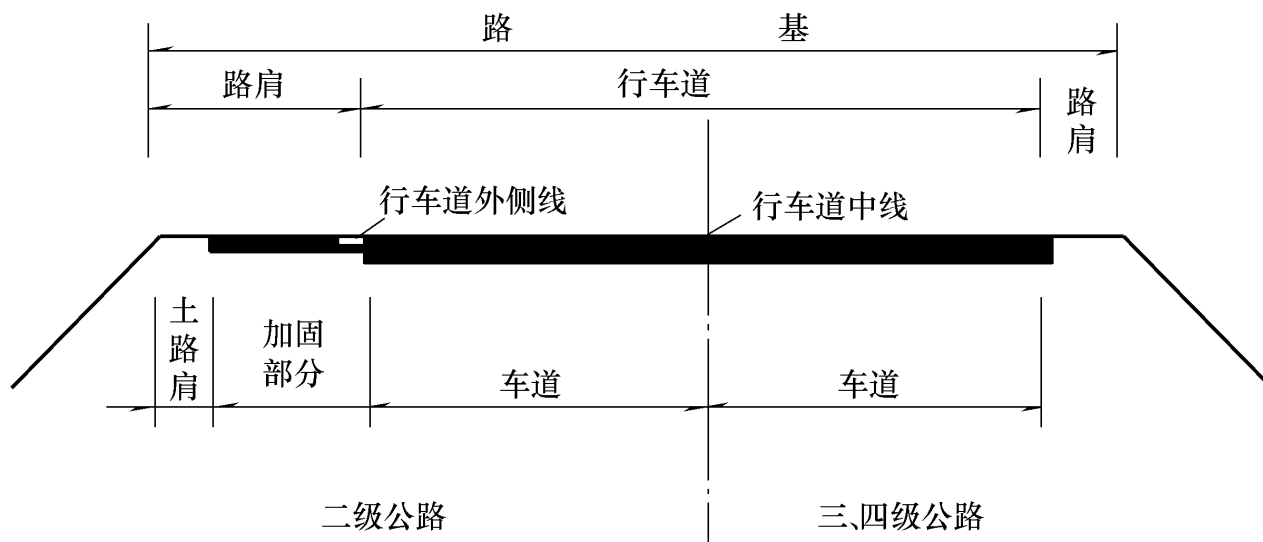 路基
路肩
行车道
路肩
行车道外侧线
行车道中线
土路肩
加固
部分
车道
车道
二级公路
三、四级公路